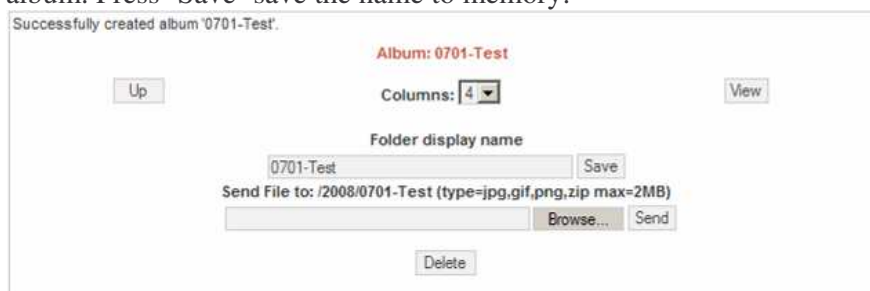 album. Press "Save" save the name to memory.
Successfully created album '0701-Test'.
Album: 0701-Test
Up Columns: 4 View
Folder display name
0701-Test Save
Send File to: /2008/0701-Test (type=jpg,gif,png,zip max=2MB)
Browse... Send
Delete